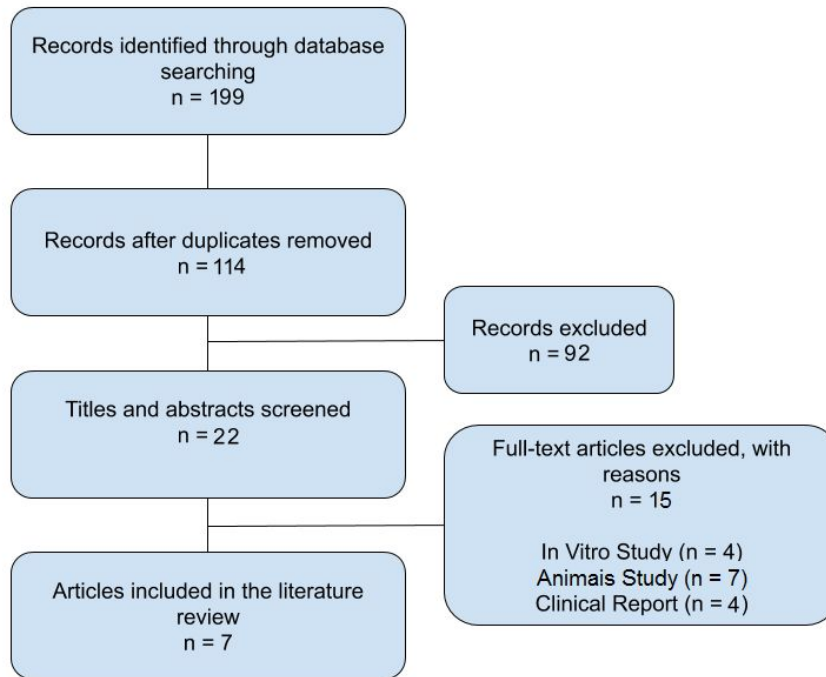 Records identified through database
searching
n = 199
Records after duplicates removed
n = 114
Records excluded
n = 92
Titles and abstracts screened
n = 22
Full-text articles excluded, with
reasons
n = 15
In Vitro Study (n = 4)
Animais Study (n = 7)
Clinical Report (n = 4)
Articles included in the literature
review
n = 7